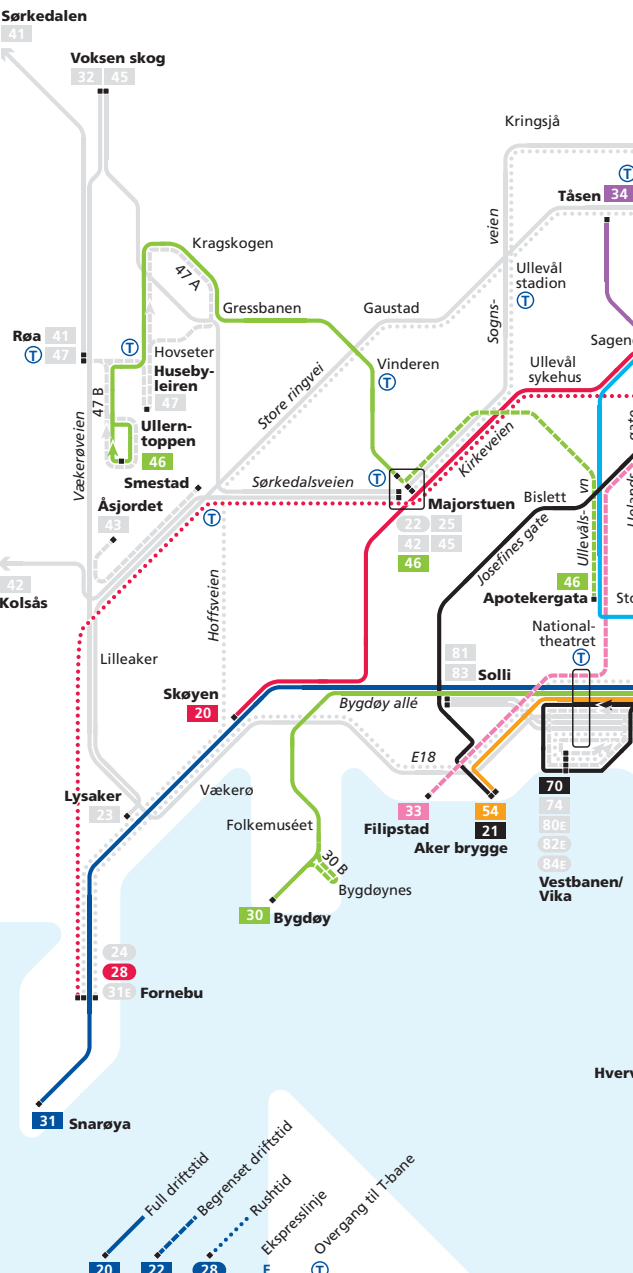 Sørkedalen
41
Voksen skog
32 45
Kringsjå
T
Tåsen 34
veien
Kragskogen
47 A
Ullevål
stadion
T
Gressbanen
Gaustad
Sogns-
Røa 41
T 47
T
Hovseter
Huseby-
leiren
47
Vinderen
T
Ullevål
sykehus
Store ringvei
47 B
Vækerøveien
Ullern-
toppen
46
Kirkeveien
Smestad
Sørkedalsveien
T
T
Majorstuen
22 25
42 45
46
Bislett
Ullevåls- vn
Josefines gate
Åsjordet
43
42
Kolsås
46
Apotekergata
Hoffsveien
National-
theatret
T
Lilleaker
81
83 Solli
Skøyen
20
Bygdøy allé
E18
Vækerø
Lysaker
23
33
Filipstad
54
21
Aker brygge
70
74
80E
82E
84E
Vestbanen/
Vika
Folkemuséet
30 B
Bygdøynes
30 Bygdøy
24
28
31E Fornebu
31 Snarøya
Full driftstid
Begrenset driftstid
Rushtid
Ekspresslinje
Overgang til T-bane
20 22 28 E T